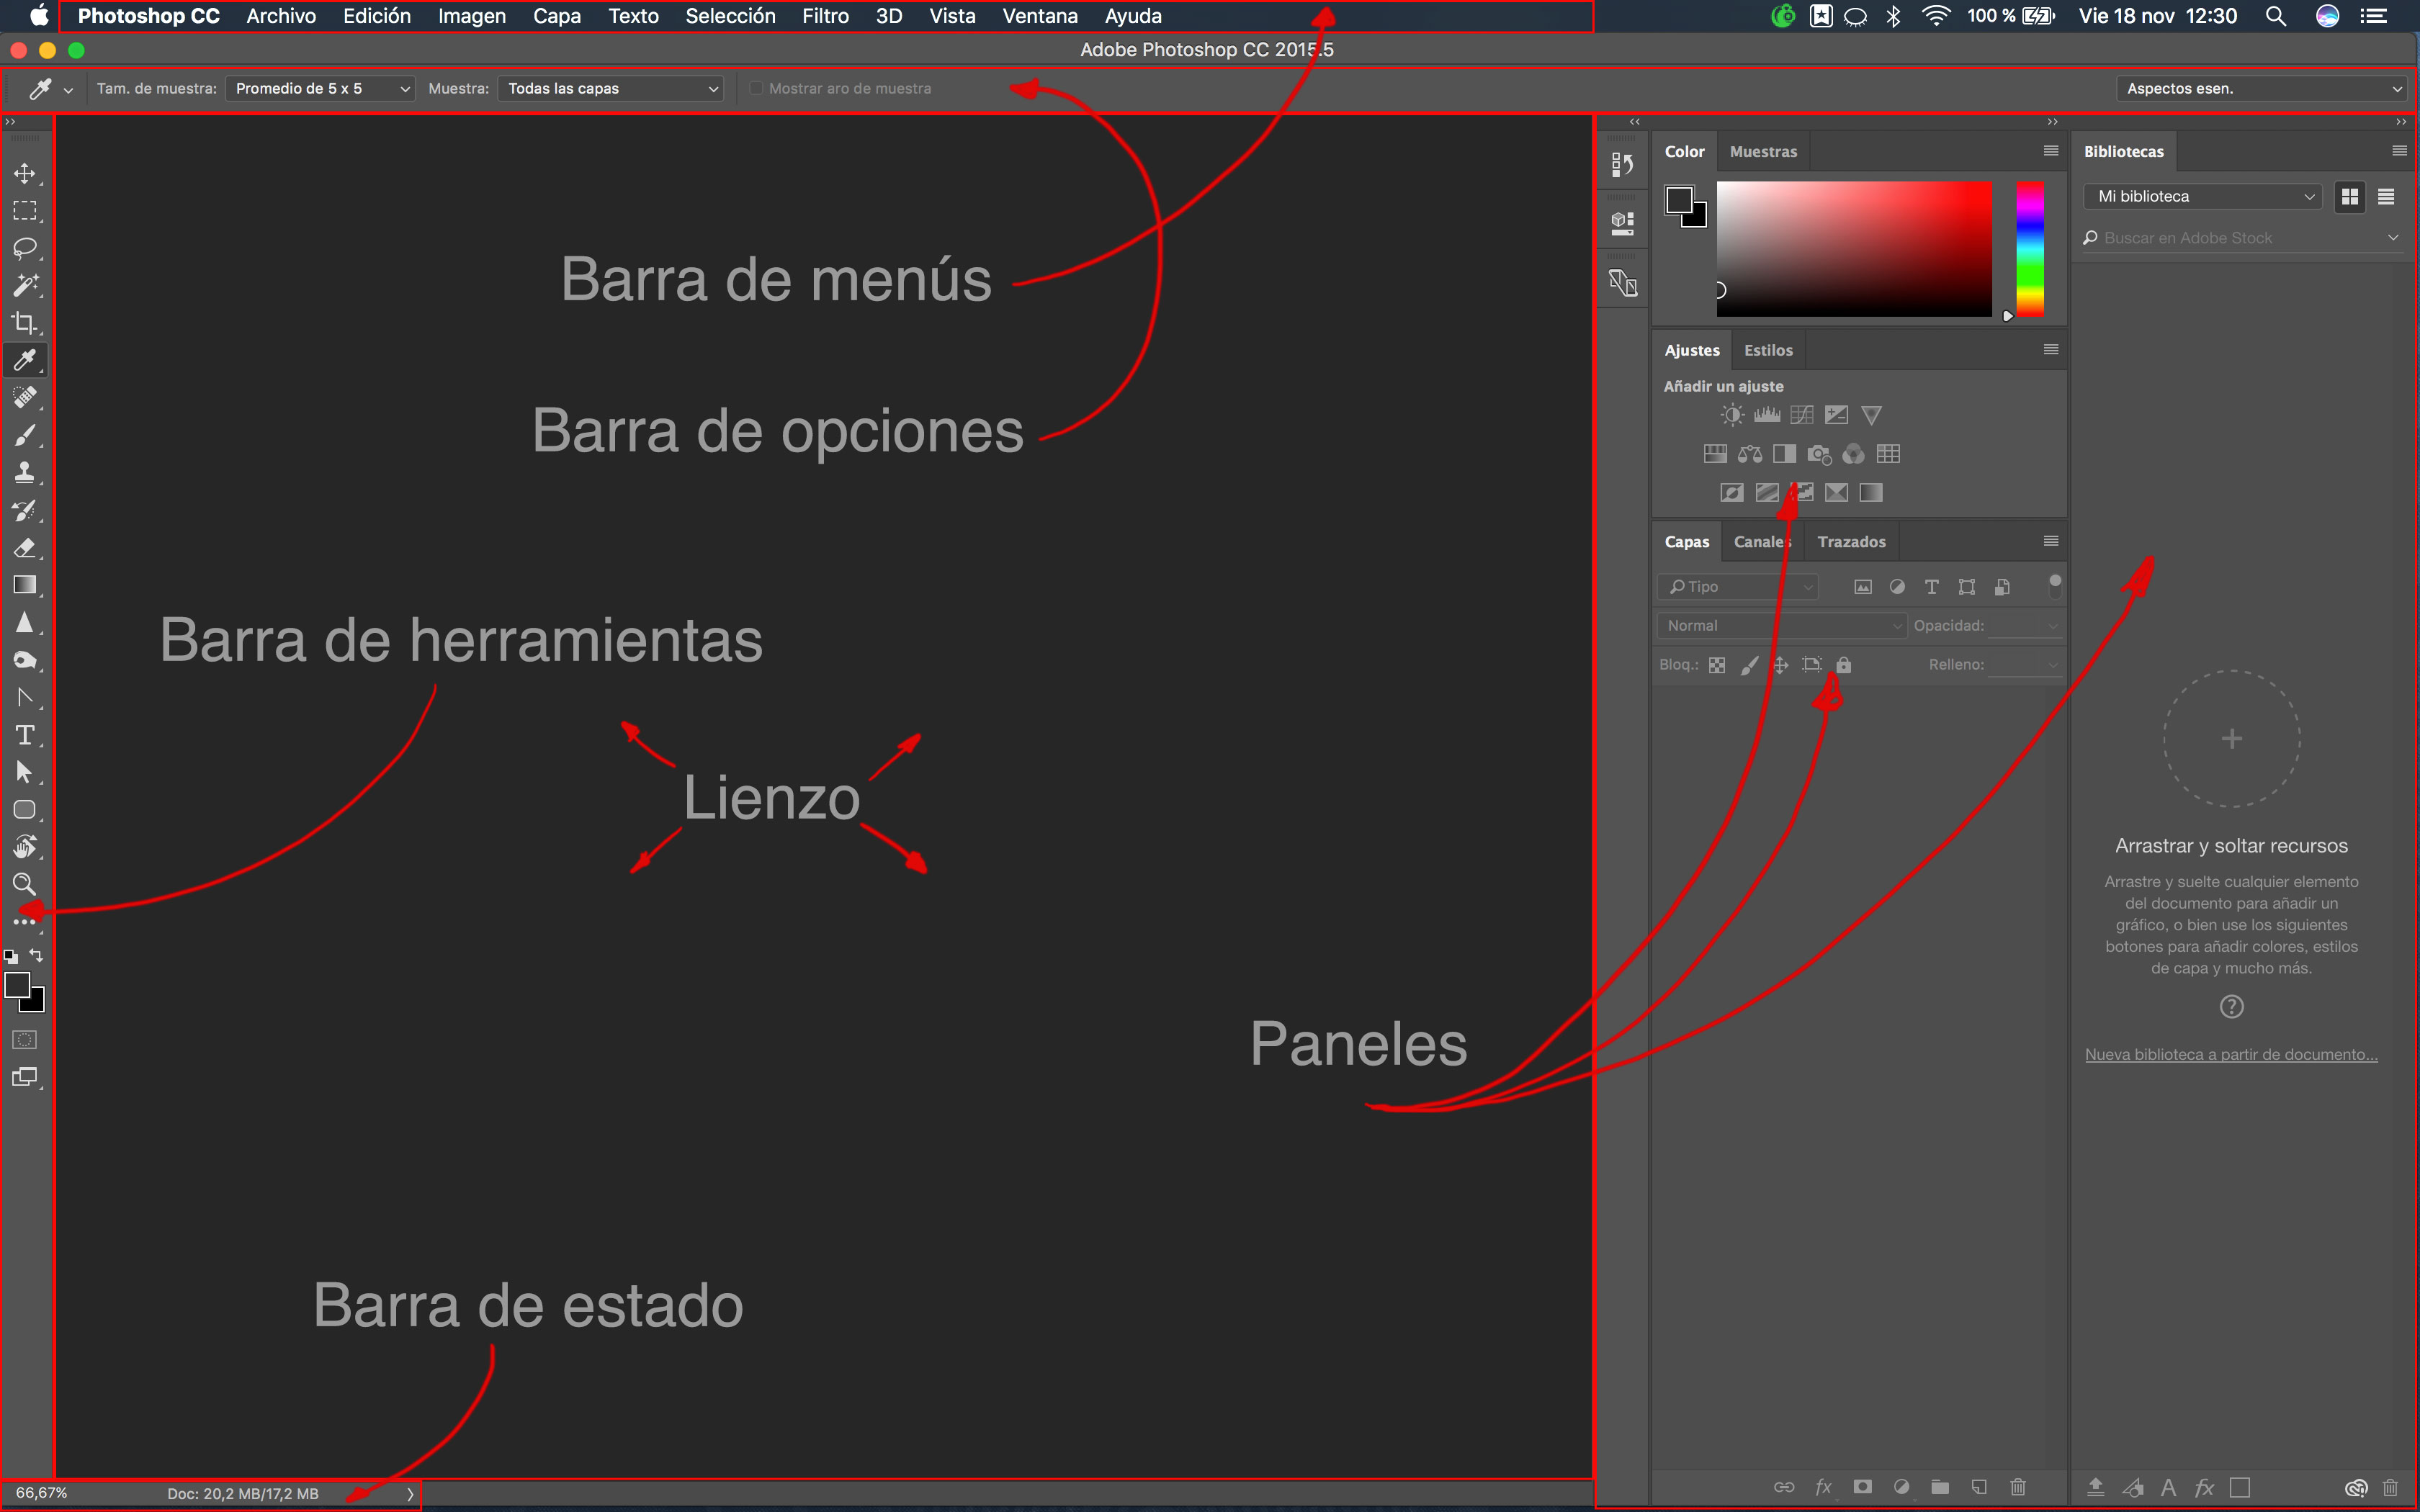 Photoshop CC Archivo Edición Imagen Capa Texto Selección Filtro 3D Vista Ventana Ayuda 100 % Vie 18 nov 12:30
Adobe Photoshop CC 2015.5
Tam. de muestra: Promedio de 5 x 5 Muestra: Todas las capas Mostrar aro de muestra Aspectos esen.
Color Muestras
Bibliotecas
Mi biblioteca
Buscar en Adobe Stock
Barra de menús
Ajustes Estilos
Añadir un ajuste
Barra de opciones
Capas Canales Trazados
Tipo
Normal Opacidad:
Bloq.: Relleno:
Barra de herramientas
Lienzo
Arrastrar y soltar recursos
Arrastre y suelte cualquier elemento
del documento para añadir un
gráfico, o bien use los siguientes
botones para añadir colores, estilos
de capa y mucho más.
Nueva biblioteca a partir de documento...
Paneles
Barra de estado
66,67% Doc: 20,2 MB/17,2 MB